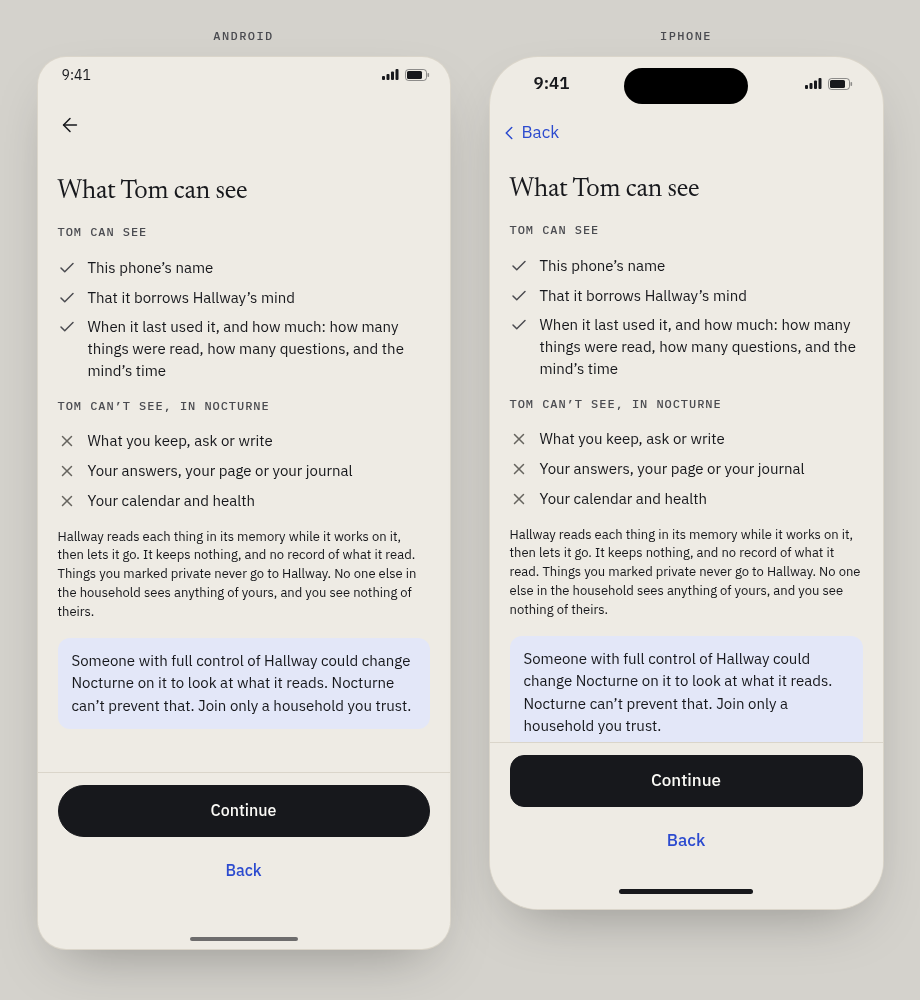 ANDROID
9:41
What Tom can see
TOM CAN SEE
This phone’s name
That it borrows Hallway’s mind
When it last used it, and how much: how many
things were read, how many questions, and the
mind’s time
TOM CAN’T SEE, IN NOCTURNE
What you keep, ask or write
Your answers, your page or your journal
Your calendar and health
Hallway reads each thing in its memory while it works on it,
then lets it go. It keeps nothing, and no record of what it read.
Things you marked private never go to Hallway. No one else in
the household sees anything of yours, and you see nothing of
theirs.
Someone with full control of Hallway could change
Nocturne on it to look at what it reads. Nocturne
can’t prevent that. Join only a household you trust.
Continue
Back
IPHONE
9:41
Back
What Tom can see
TOM CAN SEE
This phone’s name
That it borrows Hallway’s mind
When it last used it, and how much: how many
things were read, how many questions, and the
mind’s time
TOM CAN’T SEE, IN NOCTURNE
What you keep, ask or write
Your answers, your page or your journal
Your calendar and health
Hallway reads each thing in its memory while it works on it,
then lets it go. It keeps nothing, and no record of what it
read. Things you marked private never go to Hallway. No one
else in the household sees anything of yours, and you see
nothing of theirs.
Someone with full control of Hallway could
change Nocturne on it to look at what it reads.
Nocturne can’t prevent that. Join only a
household you trust.
Continue
Back